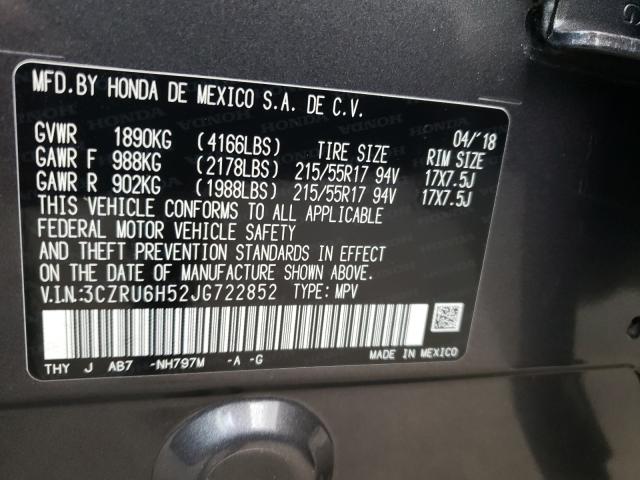 MFD.BY HONDA DE MEXICO S.A. DE C.V.
04/'18
GVWR 1890KG (4166LBS) TIRE SIZE RIM SIZE
GAWR F 988KG (2178LBS) 215/55R17 94V 17X7.5J
GAWR R 902KG (1988LBS) 215/55R17 94V 17X7.5J
THIS VEHICLE CONFORMS TO ALL APPLICABLE
FEDERAL MOTOR VEHICLE SAFETY
AND THEFT PREVENTION STANDARDS IN EFFECT
ON THE DATE OF MANUFACTURE SHOWN ABOVE.
V.I.N:3CZRU6H52JG722852 TYPE: MPV
THY J AB7 -NH797M -A -G
MADE IN MEXICO